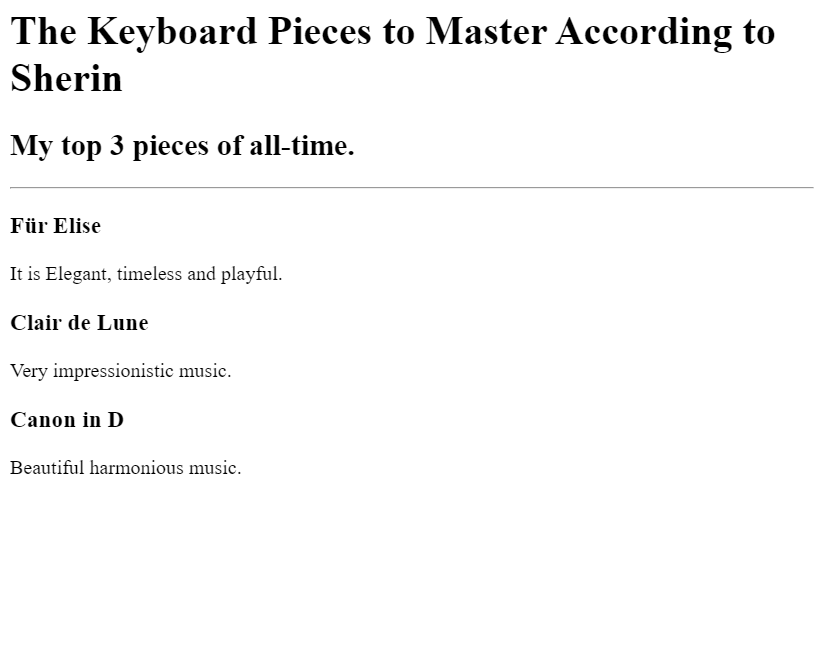 The Keyboard Pieces to Master According to
Sherin
My top 3 pieces of all-time.
Für Elise
It is Elegant, timeless and playful.
Clair de Lune
Very impressionistic music.
Canon in D
Beautiful harmonious music.